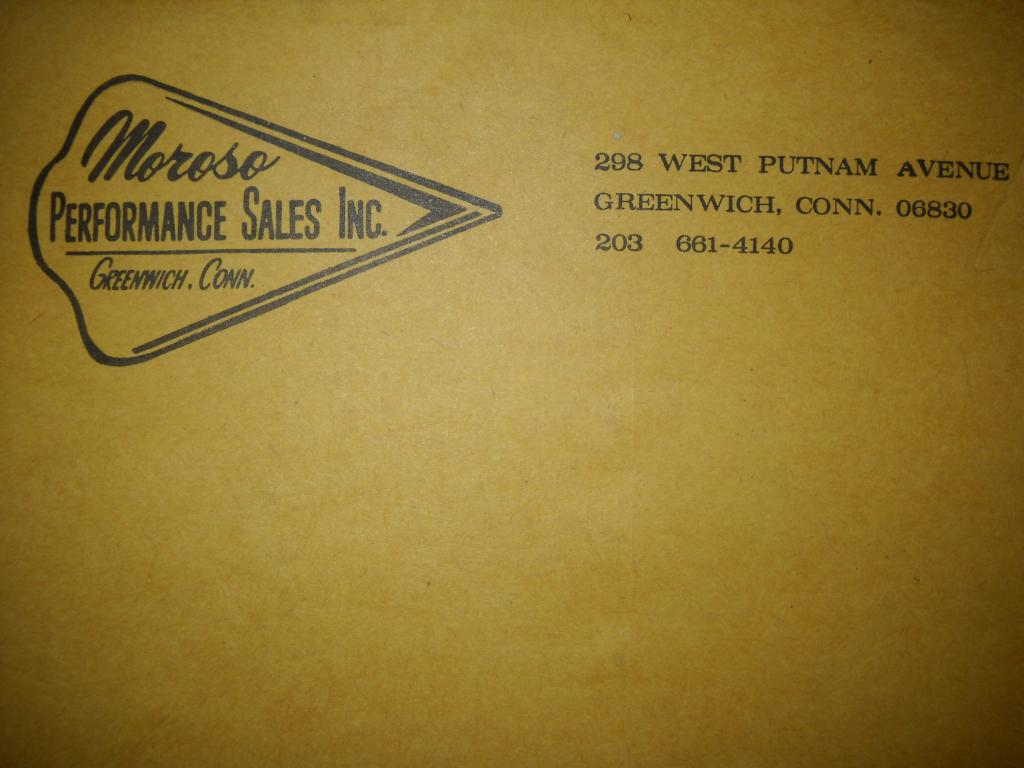 Moroso
PERFORMANCE SALES INC.
GREENWICH, CONN.
298 WEST PUTNAM AVENUE
GREENWICH, CONN. 06830
203 661-4140